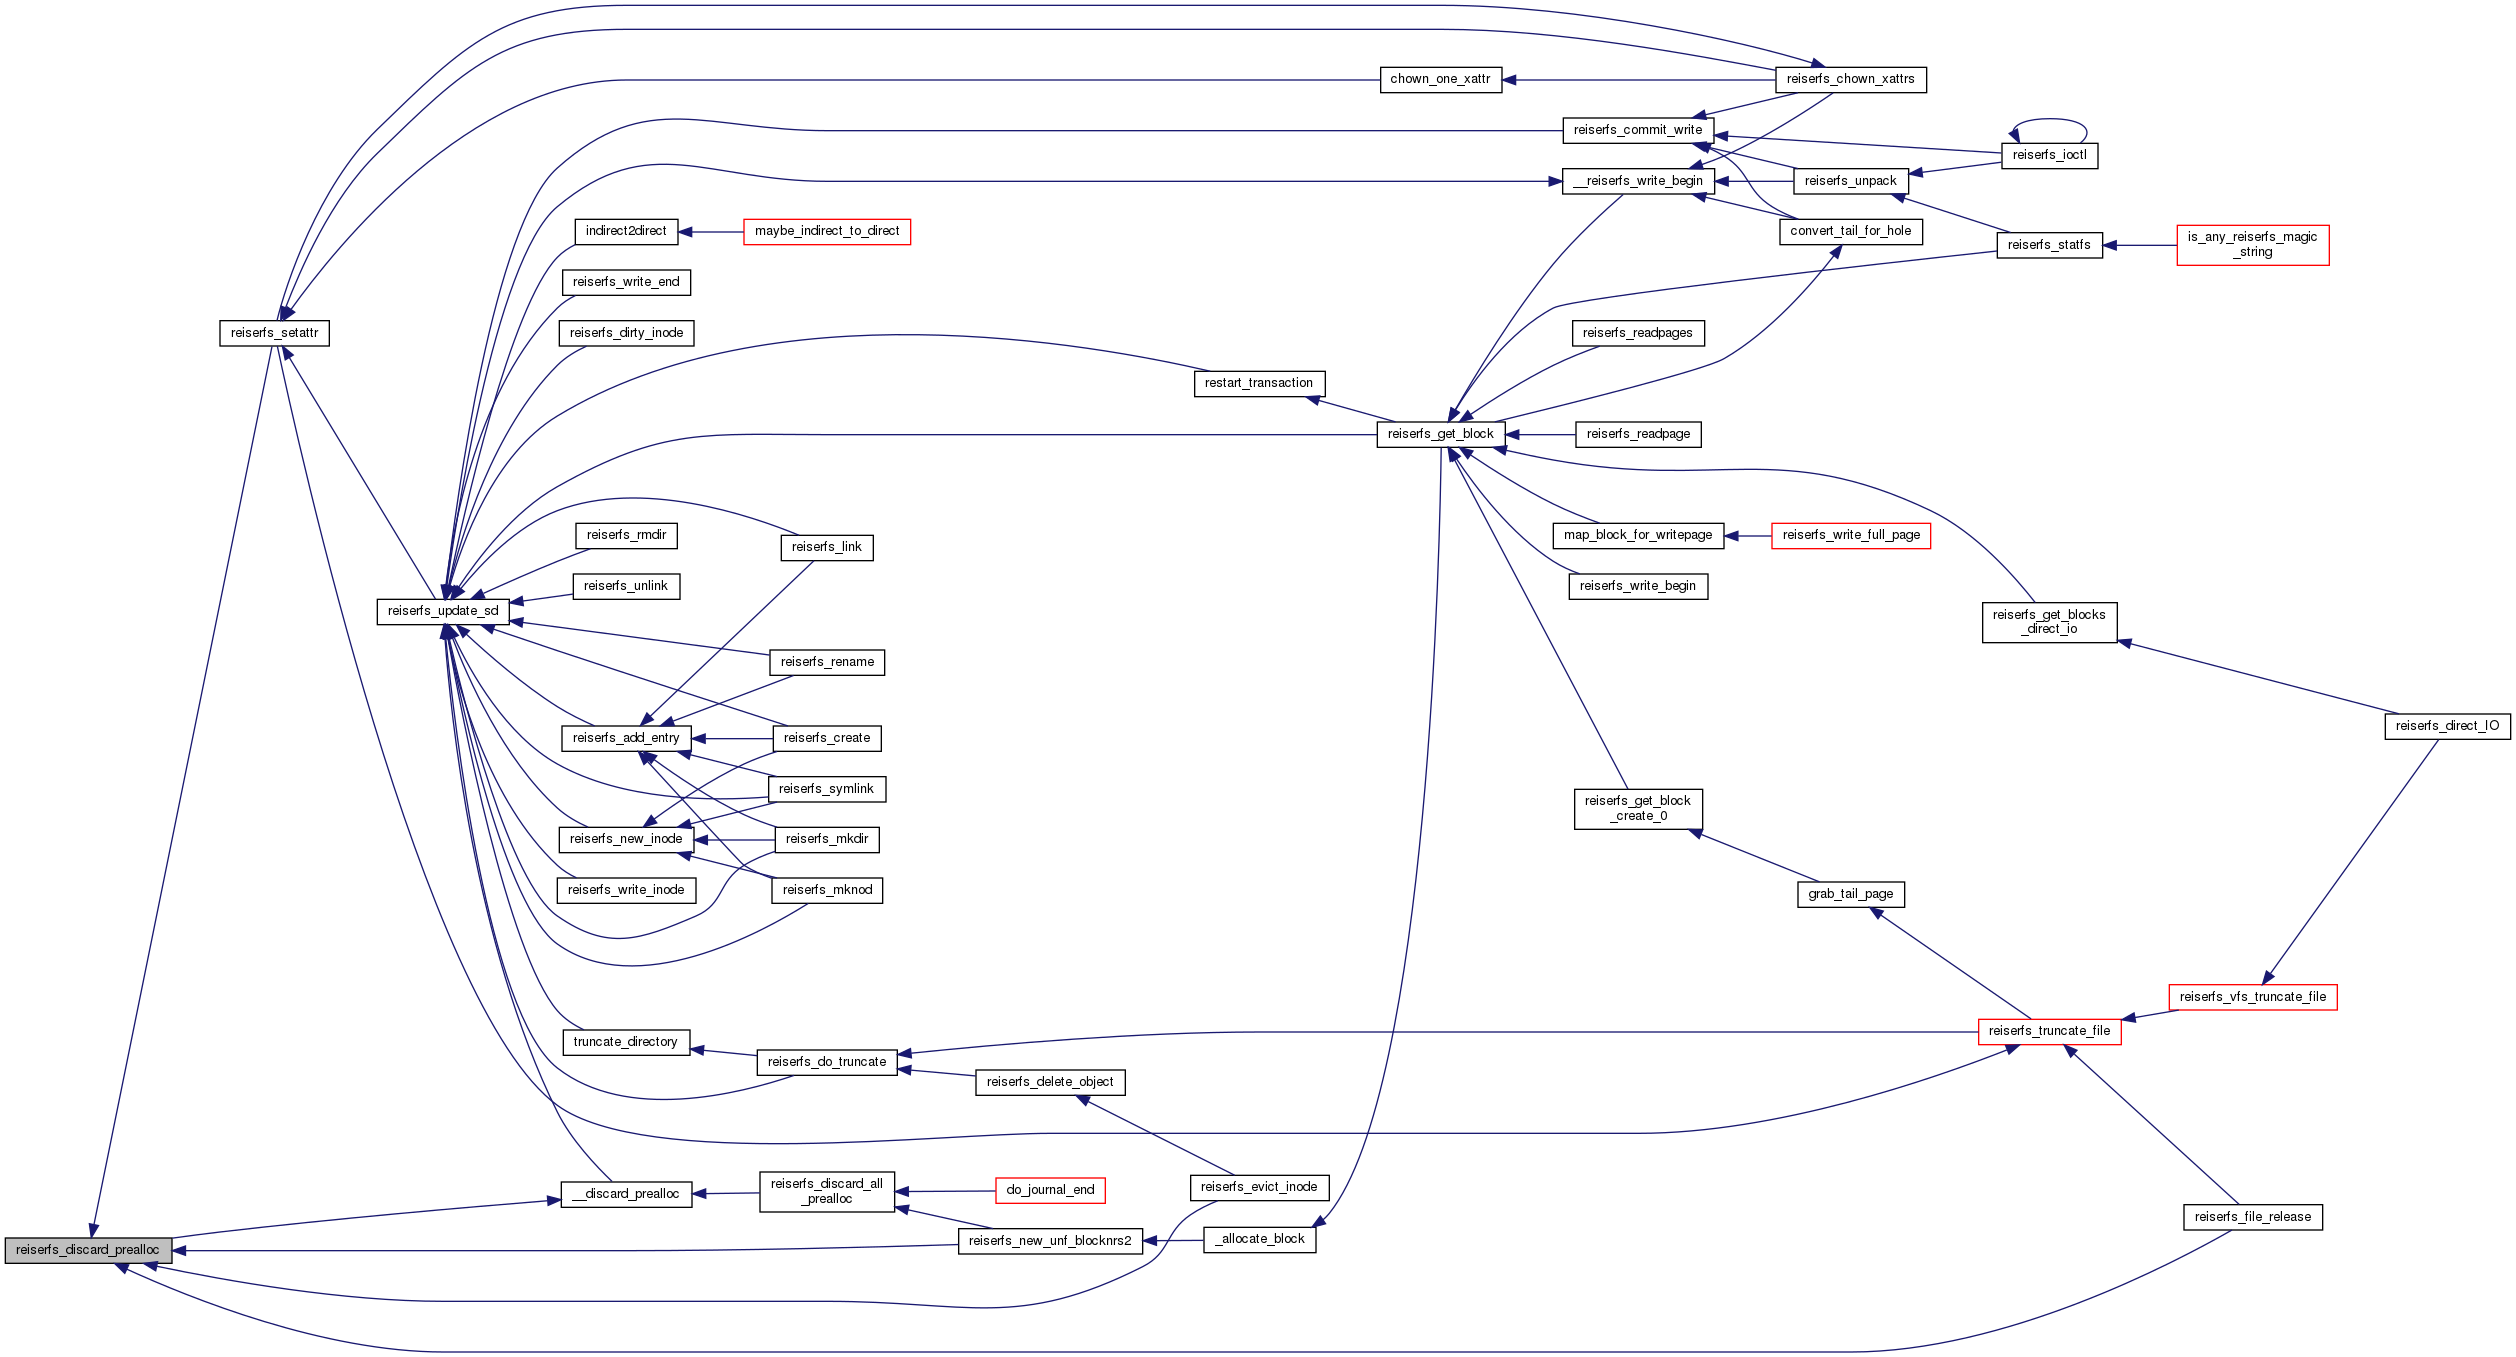 chown_one_xattr
reiserfs_chown_xattrs
reiserfs_commit_write
reiserfs_ioctl
__reiserfs_write_begin
reiserfs_unpack
indirect2direct
maybe_indirect_to_direct
convert_tail_for_hole
reiserfs_statfs
is_any_reiserfs_magic
_string
reiserfs_write_end
reiserfs_setattr
reiserfs_dirty_inode
reiserfs_readpages
restart_transaction
reiserfs_get_block
reiserfs_readpage
reiserfs_rmdir
reiserfs_link
map_block_for_writepage
reiserfs_write_full_page
reiserfs_unlink
reiserfs_write_begin
reiserfs_update_sd
reiserfs_get_blocks
_direct_io
reiserfs_rename
reiserfs_add_entry
reiserfs_create
reiserfs_direct_IO
reiserfs_symlink
reiserfs_get_block
_create_0
reiserfs_new_inode
reiserfs_mkdir
reiserfs_write_inode
reiserfs_mknod
grab_tail_page
reiserfs_vfs_truncate_file
truncate_directory
reiserfs_truncate_file
reiserfs_do_truncate
reiserfs_delete_object
__discard_prealloc
reiserfs_discard_all
_prealloc
do_journal_end
reiserfs_evict_inode
reiserfs_file_release
reiserfs_discard_prealloc
reiserfs_new_unf_blocknrs2
_allocate_block